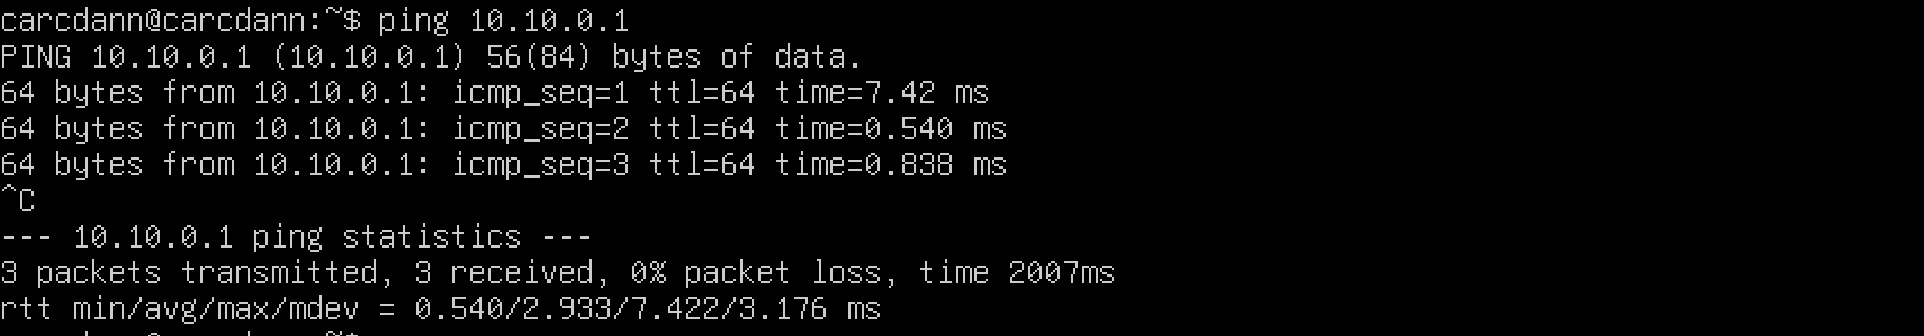 carcdann@carcdann:~$ ping 10.10.0.1
PING 10.10.0.1 (10.10.0.1) 56(84) bytes of data.
64 bytes from 10.10.0.1: icmp_seq=1 ttl=64 time=7.42 ms
64 bytes from 10.10.0.1: icmp_seq=2 ttl=64 time=0.540 ms
64 bytes from 10.10.0.1: icmp_seq=3 ttl=64 time=0.838 ms
^C
--- 10.10.0.1 ping statistics ---
3 packets transmitted, 3 received, 0% packet loss, time 2007ms
rtt min/avg/max/mdev = 0.540/2.933/7.422/3.176 ms